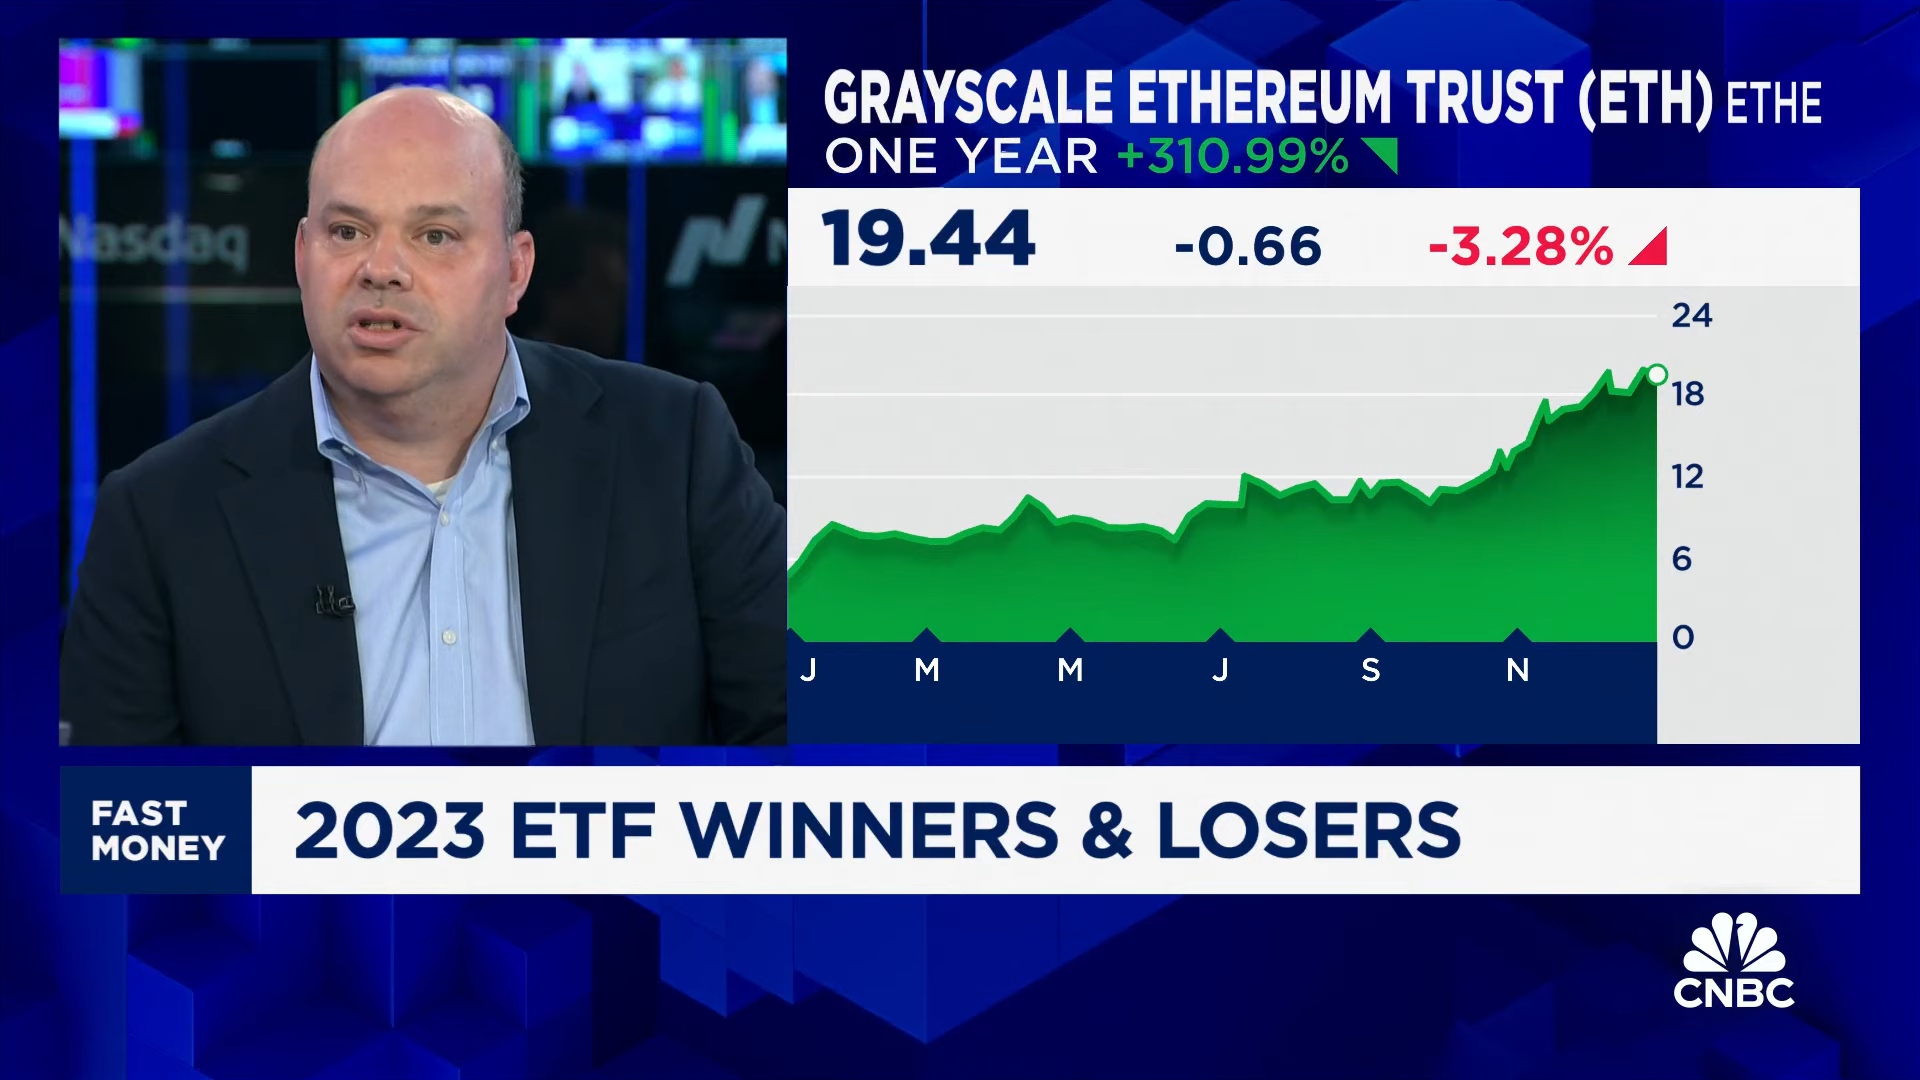 Nasdaq
GRAYSCALE ETHEREUM TRUST (ETH) ETHE
ONE YEAR +310.99%
19.44 -0.66 -3.28%
24
18
12
6
0
J M M J S N
FAST
MONEY
2023 ETF WINNERS & LOSERS
CNBC